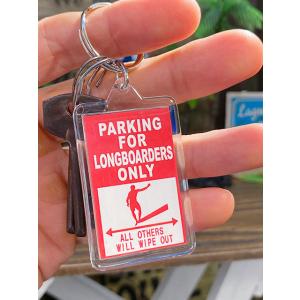 PARKING
FOR
LONGBOARDERS
ONLY
ALL OTHERS
WILL WIPE OUT